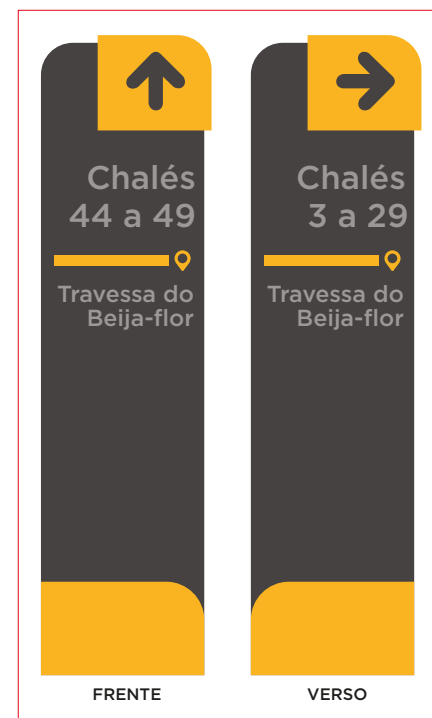 Chalés
44 a 49
Travessa do
Beija-flor
FRENTE
Chalés
3 a 29
Travessa do
Beija-flor
VERSO